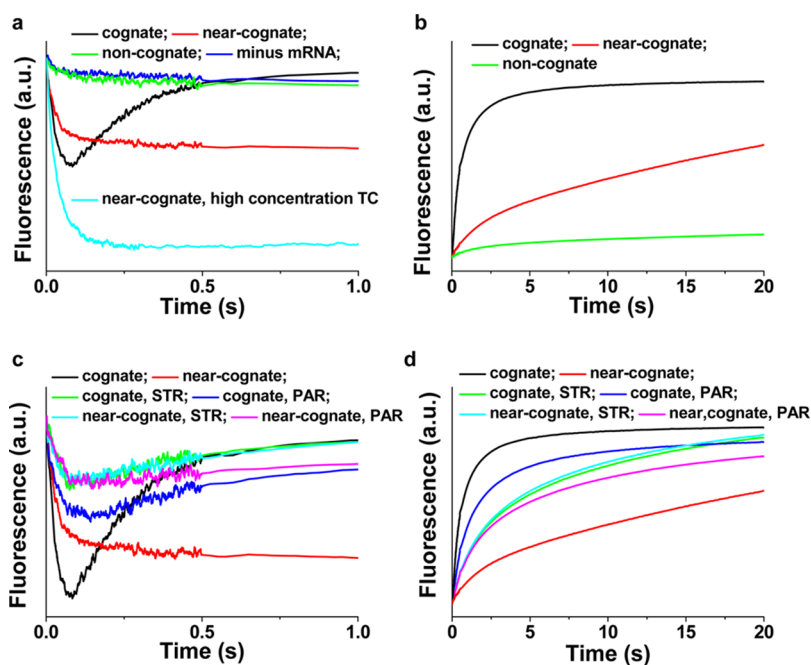 a
cognate; near-cognate;
non-cognate; minus mRNA;
near-cognate, high concentration TC
Fluorescence (a.u.)
0.0 0.5 1.0
Time (s)
b
cognate; near-cognate;
non-cognate
Fluorescence (a.u.)
0 5 10 15 20
Time (s)
c
cognate; near-cognate;
cognate, STR; cognate, PAR;
near-cognate, STR; near-cognate, PAR
Fluorescence (a.u.)
0.0 0.5 1.0
Time (s)
d
cognate; near-cognate;
cognate, STR; cognate, PAR;
near-cognate, STR; near,cognate, PAR
Fluorescence (a.u.)
0 5 10 15 20
Time (s)